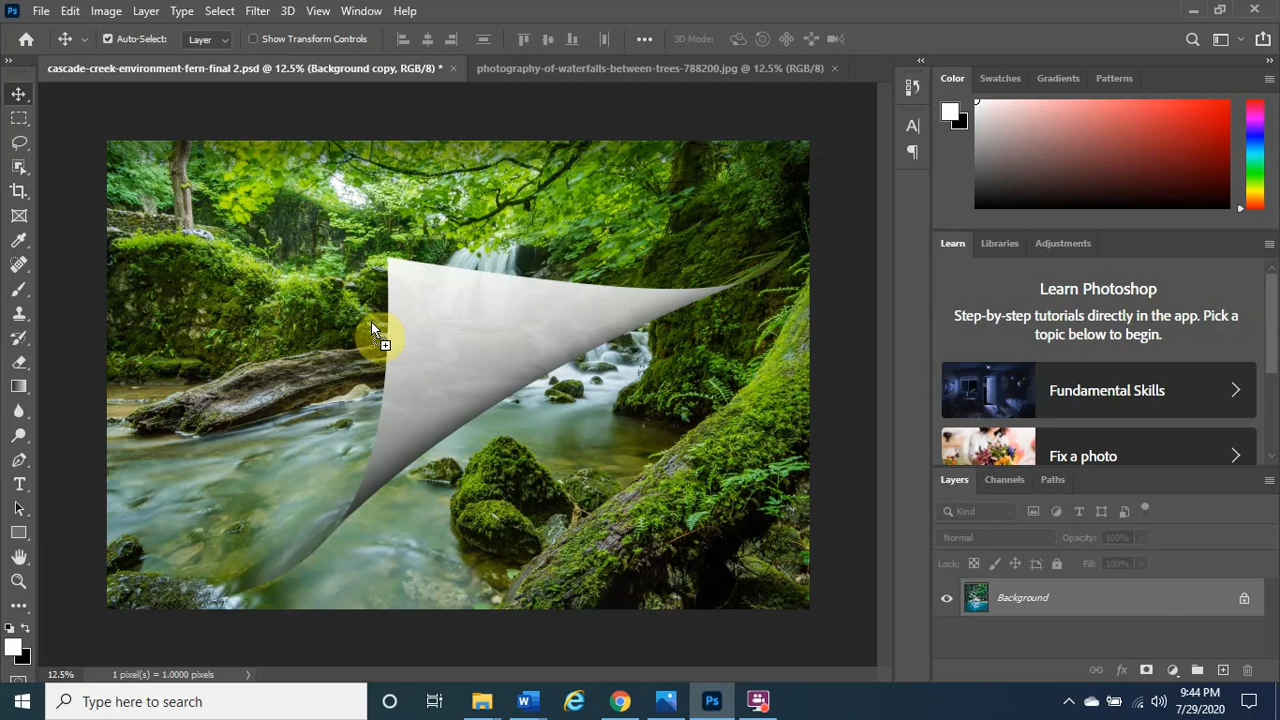 Ps File Edit Image Layer Type Select Filter 3D View Window Help
Auto-Select: Layer Show Transform Controls 3D Mode:
cascade-creek-environment-fern-final 2.psd @ 12.5% (Background copy, RGB/8) * photography-of-waterfalls-between-trees-788200.jpg @ 12.5% (RGB/8)
Color Swatches Gradients Patterns
Learn Libraries Adjustments
Learn Photoshop
Step-by-step tutorials directly in the app. Pick a
topic below to begin.
Fundamental Skills
Fix a photo
Layers Channels Paths
Kind
Normal Opacity: 100%
Lock: Fill: 100%
Background
12.5% 1 pixel(s) = 1.0000 pixels
Type here to search
Ps
9:44 PM
7/29/2020